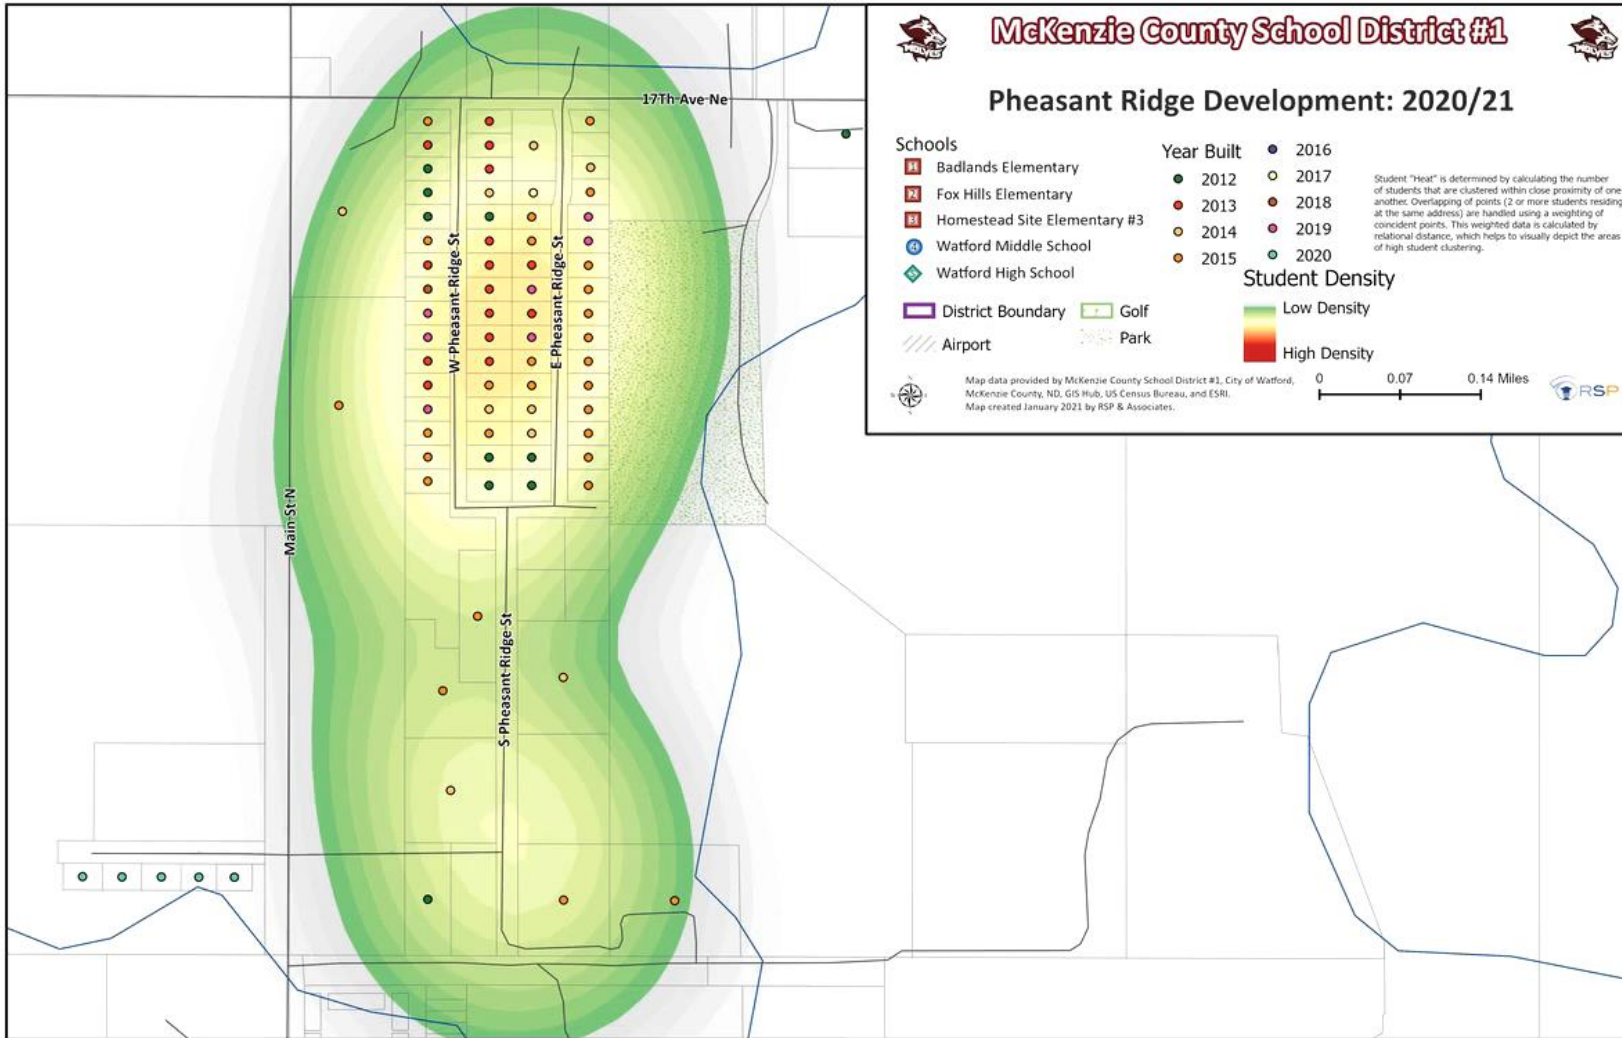 McKenzie County School District #1
WOLVES
WOLVES
Pheasant Ridge Development: 2020/21
Schools
1 Badlands Elementary
2 Fox Hills Elementary
3 Homestead Site Elementary #3
Watford Middle School
Watford High School
Year Built
2012
2013
2014
2015
2016
2017
2018
2019
2020
Student "Heat" is determined by calculating the number
of students that are clustered within close proximity of one
another. Overlapping of points (2 or more students residing
at the same address) are handled using a weighting of
coincident points. This weighted data is calculated by
relational distance, which helps to visually depict the areas
of high student clustering.
District Boundary
Airport
Golf
Park
Student Density
Low Density
High Density
Map data provided by McKenzie County School District #1, City of Watford,
McKenzie County, ND, GIS Hub, US Census Bureau, and ESRI.
Map created January 2021 by RSP & Associates.
0 0.07 0.14 Miles
RSP
17Th Ave Ne
W Pheasant Ridge St
E Pheasant Ridge St
Main St N
S Pheasant Ridge St